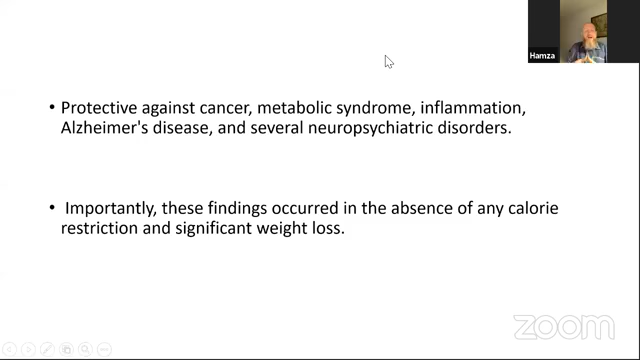 Hamza
• Protective against cancer, metabolic syndrome, inflammation,
Alzheimer's disease, and several neuropsychiatric disorders.
• Importantly, these findings occurred in the absence of any calorie
restriction and significant weight loss.
zoom